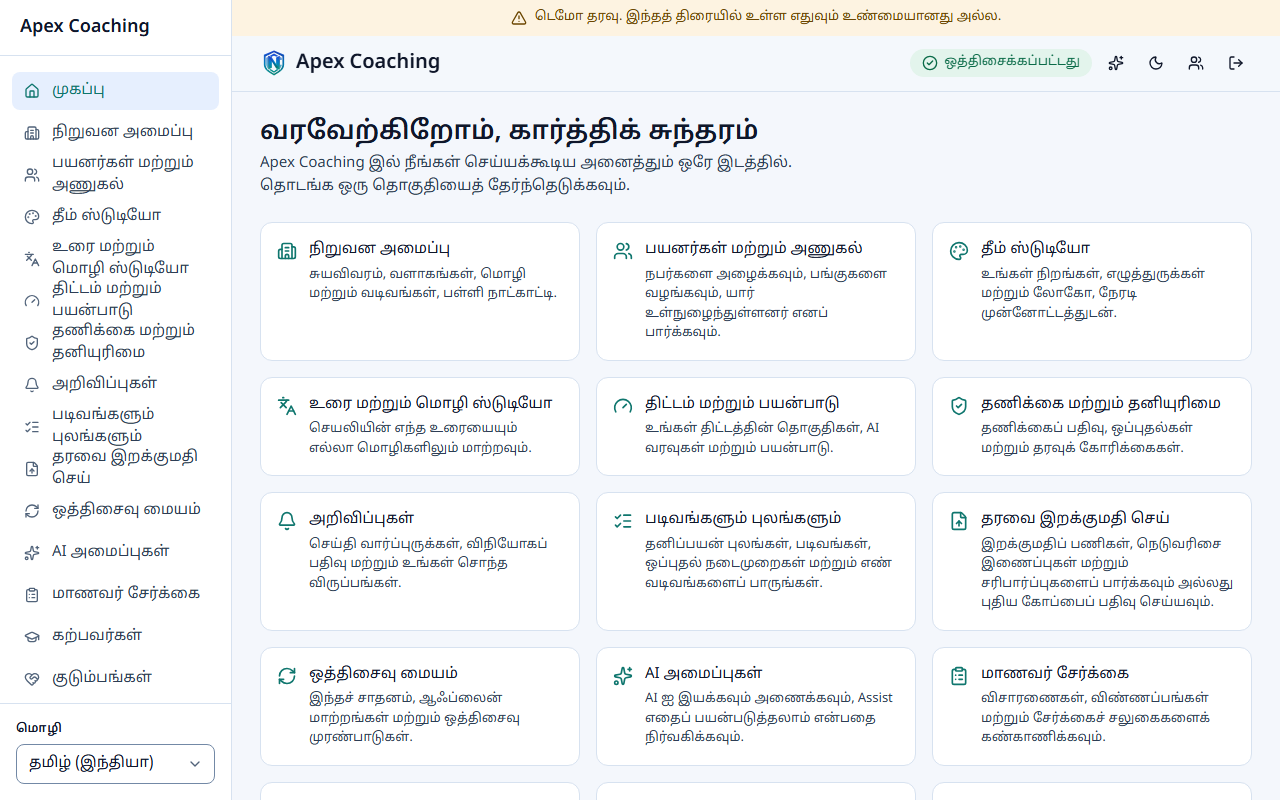 Apex Coaching
முகப்பு
நிறுவன அமைப்பு
பயனர்கள் மற்றும்
அணுகல்
தீம் ஸ்டுடியோ
உரை மற்றும்
மொழி ஸ்டுடியோ
திட்டம் மற்றும்
பயன்பாடு
தணிக்கை மற்றும்
தனியுரிமை
அறிவிப்புகள்
படிவங்களும்
புலங்களும்
தரவை இறக்குமதி
செய்
ஒத்திசைவு மையம்
AI அமைப்புகள்
மாணவர் சேர்க்கை
கற்பவர்கள்
குடும்பங்கள்
மொழி
தமிழ் (இந்தியா)
டெமோ தரவு. இந்தத் திரையில் உள்ள எதுவும் உண்மையானது அல்ல.
Apex Coaching
ஒத்திசைக்கப்பட்டது
வரவேற்கிறோம், கார்த்திக் சுந்தரம்
Apex Coaching இல் நீங்கள் செய்யக்கூடிய அனைத்தும் ஒரே இடத்தில்.
தொடங்க ஒரு தொகுதியைத் தேர்ந்தெடுக்கவும்.
நிறுவன அமைப்பு
சுயவிவரம், வளாகங்கள், மொழி
மற்றும் வடிவங்கள், பள்ளி நாட்காட்டி.
பயனர்கள் மற்றும் அணுகல்
நபர்களை அழைக்கவும், பங்குகளை
வழங்கவும், யார்
உள்நுழைந்துள்ளனர் எனப்
பார்க்கவும்.
தீம் ஸ்டுடியோ
உங்கள் நிறங்கள், எழுத்துருக்கள்
மற்றும் லோகோ, நேரடி
முன்னோட்டத்துடன்.
உரை மற்றும் மொழி ஸ்டுடியோ
செயலியின் எந்த உரையையும்
எல்லா மொழிகளிலும் மாற்றவும்.
திட்டம் மற்றும் பயன்பாடு
உங்கள் திட்டத்தின் தொகுதிகள், AI
வரவுகள் மற்றும் பயன்பாடு.
தணிக்கை மற்றும் தனியுரிமை
தணிக்கைப் பதிவு, ஒப்புதல்கள்
மற்றும் தரவுக் கோரிக்கைகள்.
அறிவிப்புகள்
செய்தி வார்ப்புருக்கள், விநியோகப்
பதிவு மற்றும் உங்கள் சொந்த
விருப்பங்கள்.
படிவங்களும் புலங்களும்
தனிப்பயன் புலங்கள், படிவங்கள்,
ஒப்புதல் நடைமுறைகள் மற்றும் எண்
வடிவங்களைப் பாருங்கள்.
தரவை இறக்குமதி செய்
இறக்குமதிப் பணிகள், நெடுவரிசை
இணைப்புகள் மற்றும்
சரிபார்ப்புகளைப் பார்க்கவும் அல்லது
புதிய கோப்பைப் பதிவு செய்யவும்.
ஒத்திசைவு மையம்
இந்தச் சாதனம், ஆஃப்லைன்
மாற்றங்கள் மற்றும் ஒத்திசைவு
முரண்பாடுகள்.
AI அமைப்புகள்
AI ஐ இயக்கவும் அணைக்கவும், Assist
எதைப் பயன்படுத்தலாம் என்பதை
நிர்வகிக்கவும்.
மாணவர் சேர்க்கை
விசாரணைகள், விண்ணப்பங்கள்
மற்றும் சேர்க்கைச் சலுகைகளைக்
கண்காணிக்கவும்.